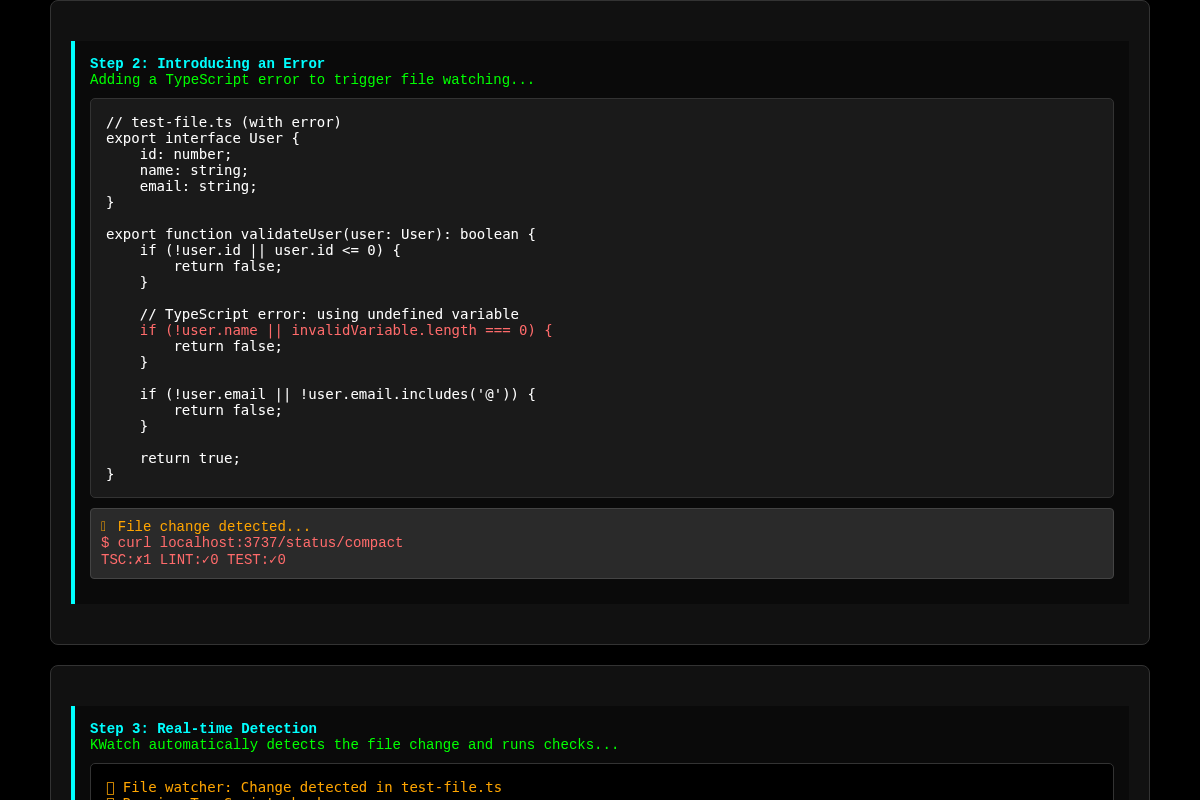 Step 2: Introducing an Error
Adding a TypeScript error to trigger file watching...
// test-file.ts (with error)
export interface User {
    id: number;
    name: string;
    email: string;
}
export function validateUser(user: User): boolean {
    if (!user.id || user.id <= 0) {
        return false;
    }
    // TypeScript error: using undefined variable
    if (!user.name || invalidVariable.length === 0) {
        return false;
    }
    if (!user.email || !user.email.includes('@')) {
        return false;
    }
    return true;
}
File change detected...
$ curl localhost:3737/status/compact
TSC:✗1 LINT:✓0 TEST:✓0
Step 3: Real-time Detection
KWatch automatically detects the file change and runs checks...
File watcher: Change detected in test-file.ts